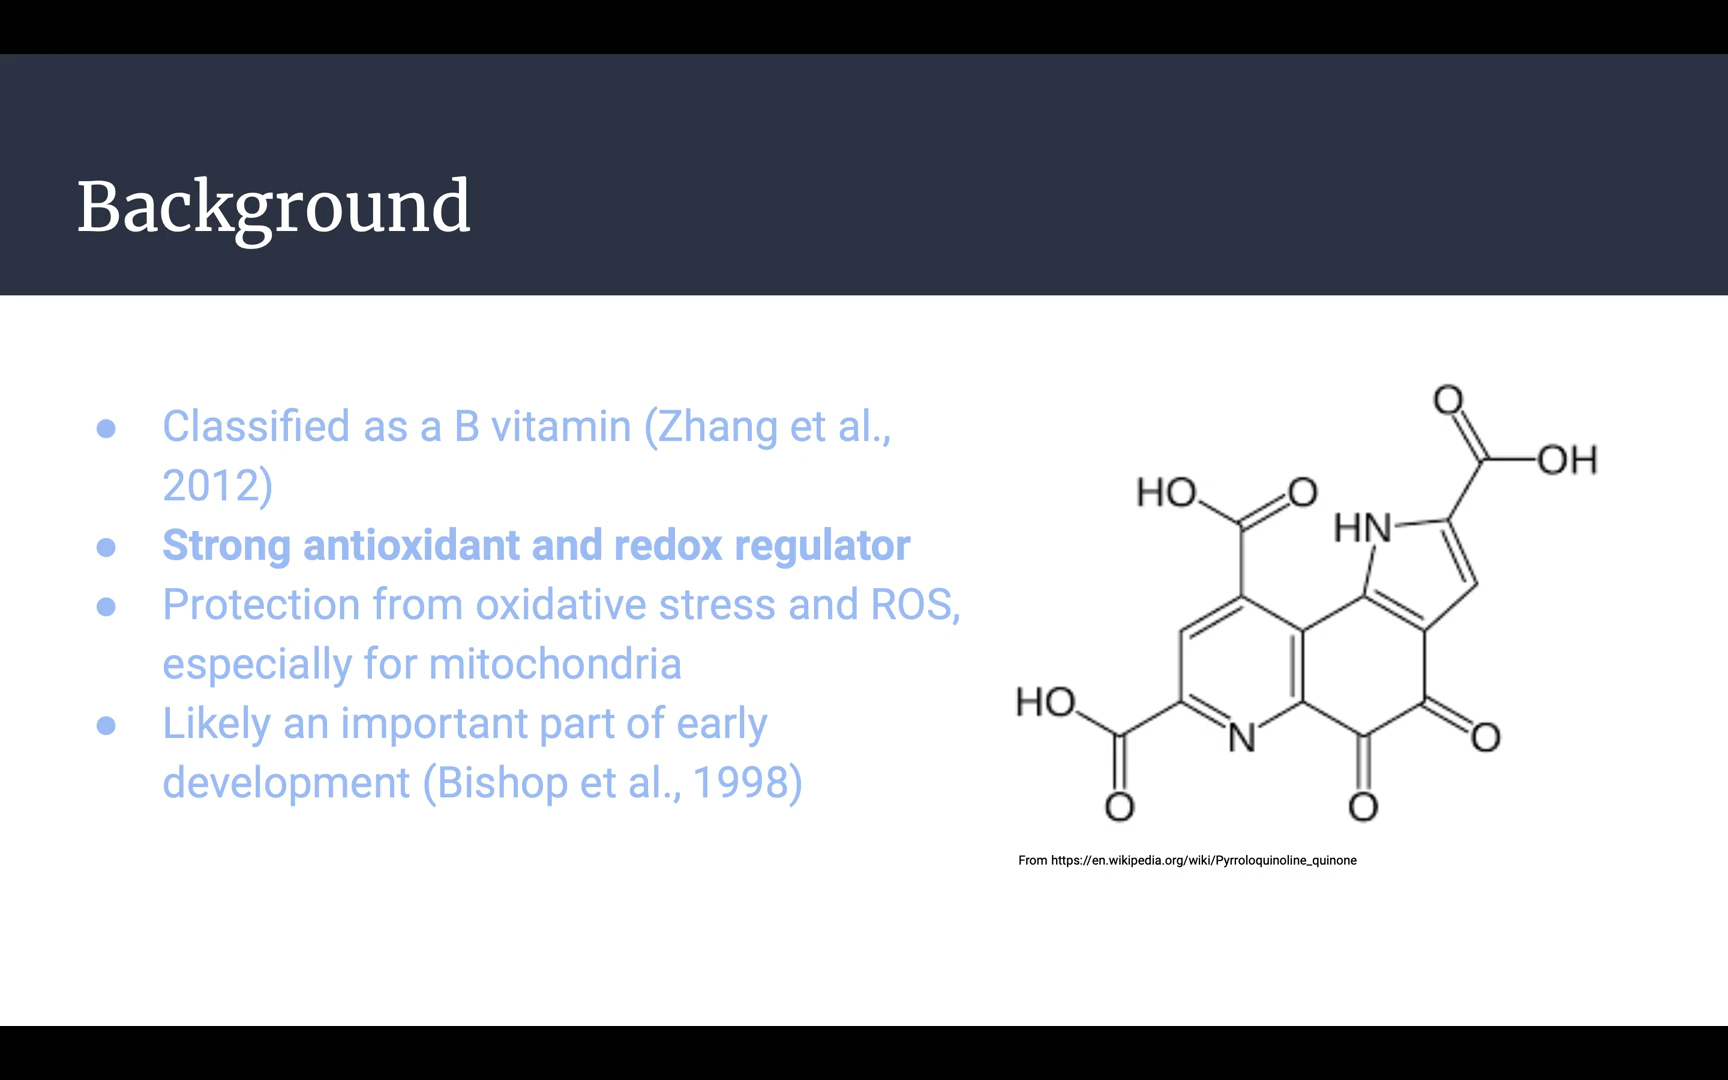 Background
● Classified as a B vitamin (Zhang et al.,
2012)
● Strong antioxidant and redox regulator
● Protection from oxidative stress and ROS,
especially for mitochondria
● Likely an important part of early
development (Bishop et al., 1998)
O
OH
HO
O
HN
HO
N
O
O
O
From https://en.wikipedia.org/wiki/Pyrroloquinoline_quinone